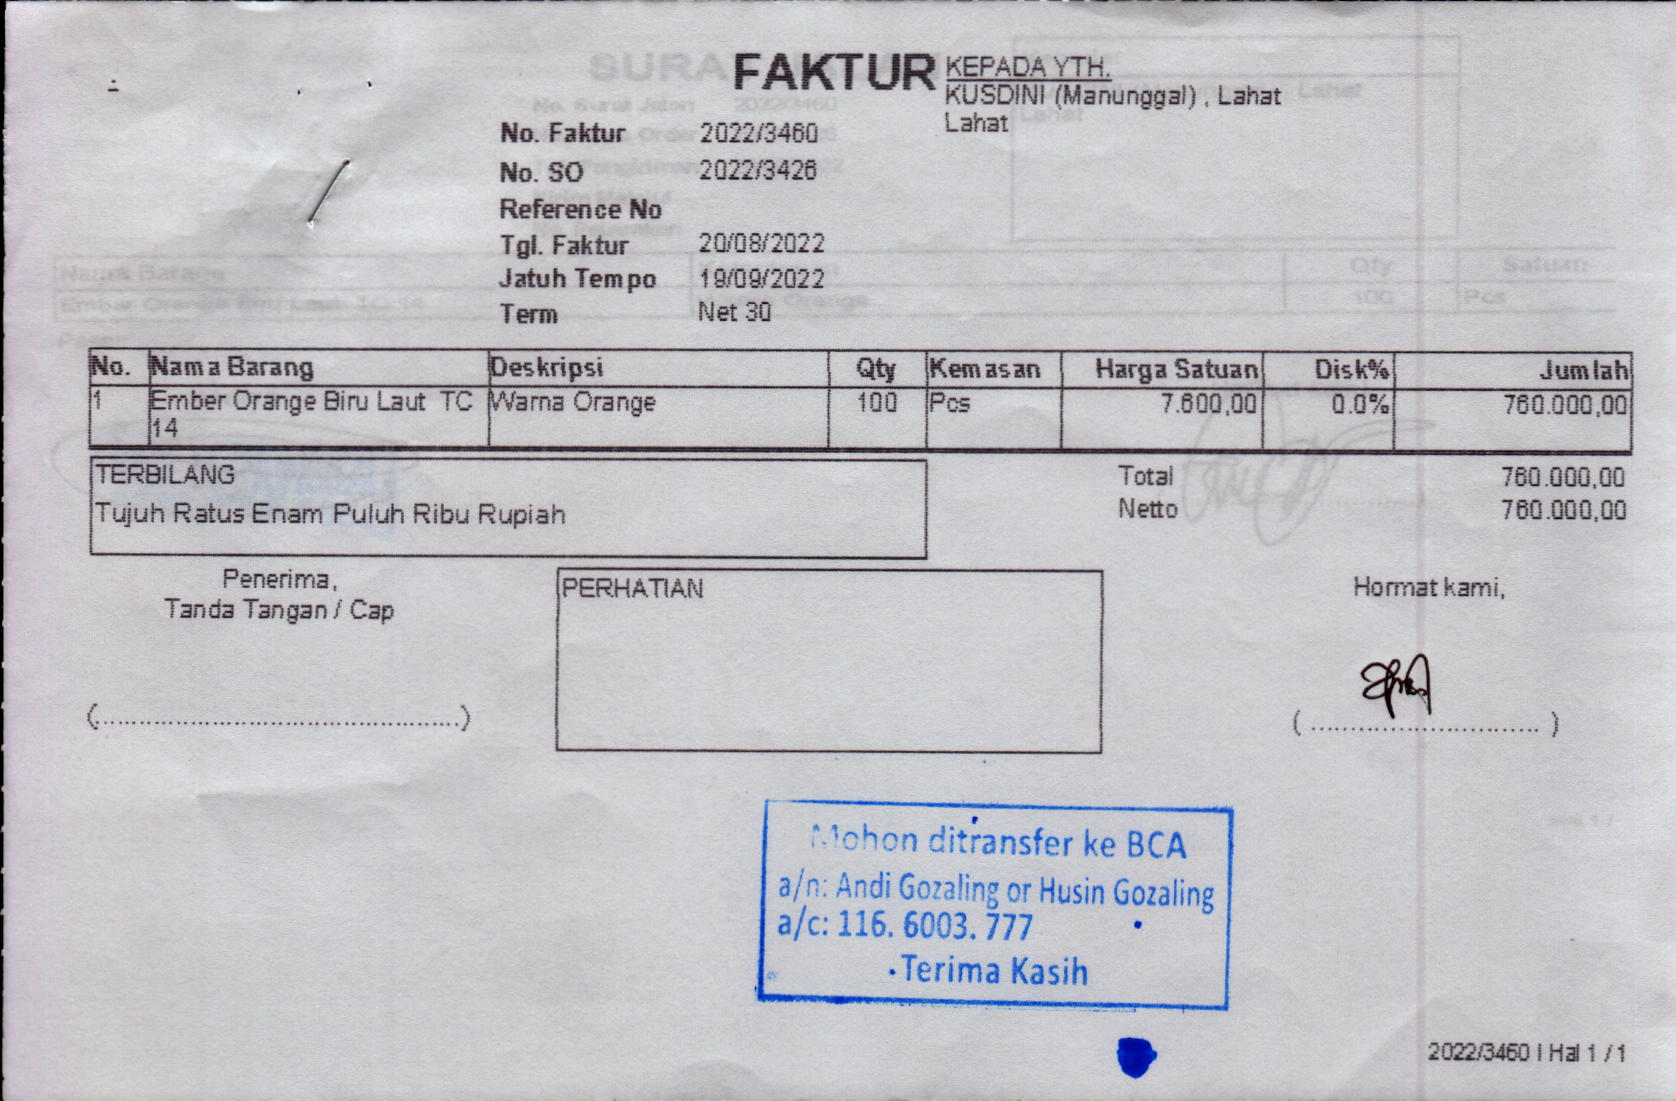 FAKTUR
KEPADA YTH.
KUSDINI (Manunggal) , Lahat
Lahat
No. Faktur 2022/3460
No. SO 2022/3426
Reference No
Tgl. Faktur 20/08/2022
Jatuh Tempo 19/09/2022
Term Net 30
No. Nama Barang Deskripsi Qty Kemasan Harga Satuan Disk% Jumlah
1 Ember Orange Biru Laut TC Warna Orange 100 Pcs 7.600,00 0.0% 760.000,00
14
TERBILANG
Tujuh Ratus Enam Puluh Ribu Rupiah
Total 760.000,00
Netto 760.000,00
Penerima,
Tanda Tangan / Cap
PERHATIAN
Hormat kami,
(..............................................)
( ............................. )
Mohon ditransfer ke BCA
a/n: Andi Gozaling or Husin Gozaling
a/c: 116. 6003. 777
Terima Kasih
2022/3460 | Hal 1 / 1